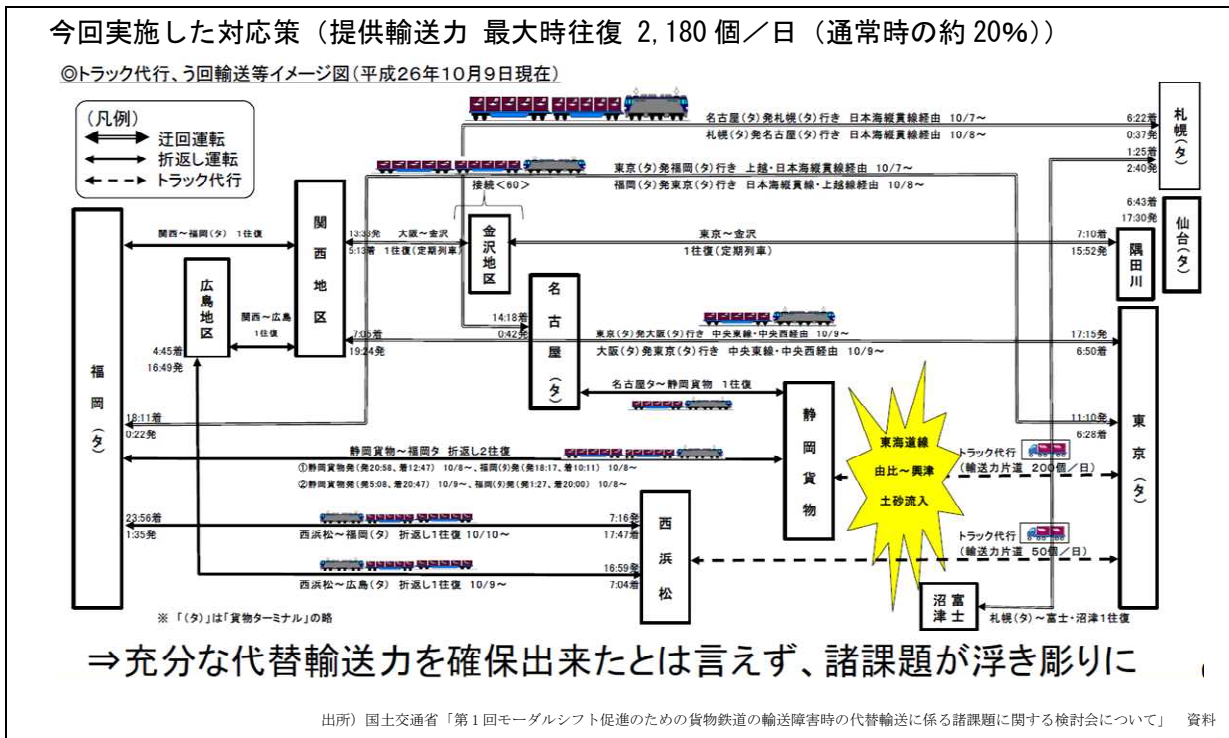 今回実施した対応策（提供輸送力 最大時往復 2,180個／日（通常時の約20%））
◎トラック代行、う回輸送等イメージ図(平成26年10月9日現在)
(凡例)
迂回運転
折返し運転
トラック代行
名古屋(タ)発札幌(タ)行き 日本海縦貫線経由 10/7～
札幌(タ)発名古屋(タ)行き 日本海縦貫線経由 10/8～
6:22着
0:37発
1:25着
2:40発
札幌(タ)
東京(タ)発福岡(タ)行き 上越・日本海縦貫線経由 10/7～
福岡(タ)発東京(タ)行き 日本海縦貫線・上越線経由 10/8～
接続<60>
6:43着
17:30発
仙台(タ)
関西～福岡(タ) 1往復
関西地区
13:33発
5:13着
大阪～金沢
1往復(定期列車)
金沢地区
東京～金沢
1往復(定期列車)
7:10着
15:52発
隅田川
広島地区
関西～広島
1往復
4:45着
16:49発
7:05着
19:24発
14:18着
0:42発
名古屋(タ)
東京(タ)発大阪(タ)行き 中央東線・中央西経由 10/9～
大阪(タ)発東京(タ)行き 中央東線・中央西経由 10/9～
17:15発
6:50着
名古屋タ～静岡貨物 1往復
福岡(タ)
18:11着
0:22発
静岡貨物
東海道線
由比～興津
土砂流入
11:10発
6:28着
東京(タ)
静岡貨物～福岡タ 折返し2往復
①静岡貨物発(発20:58、着12:47) 10/8～、福岡(タ)発(発18:17、着10:11) 10/8～
②静岡貨物発(発5:08、着20:47) 10/9～、福岡(タ)発(発1:27、着20:00) 10/8～
トラック代行
(輸送力片道 200個／日)
23:56着
1:35発
西浜松～福岡(タ) 折返し1往復 10/10～
7:16発
17:47着
西浜松
トラック代行
(輸送力片道 50個／日)
西浜松～広島(タ) 折返し1往復 10/9～
16:59発
7:04着
富士
沼津
札幌(タ)～富士・沼津1往復
※ 「(タ)」は「貨物ターミナル」の略
⇒充分な代替輸送力を確保出来たとは言えず、諸課題が浮き彫りに
出所）国土交通省「第1回モーダルシフト促進のための貨物鉄道の輸送障害時の代替輸送に係る諸課題に関する検討会について」 資料